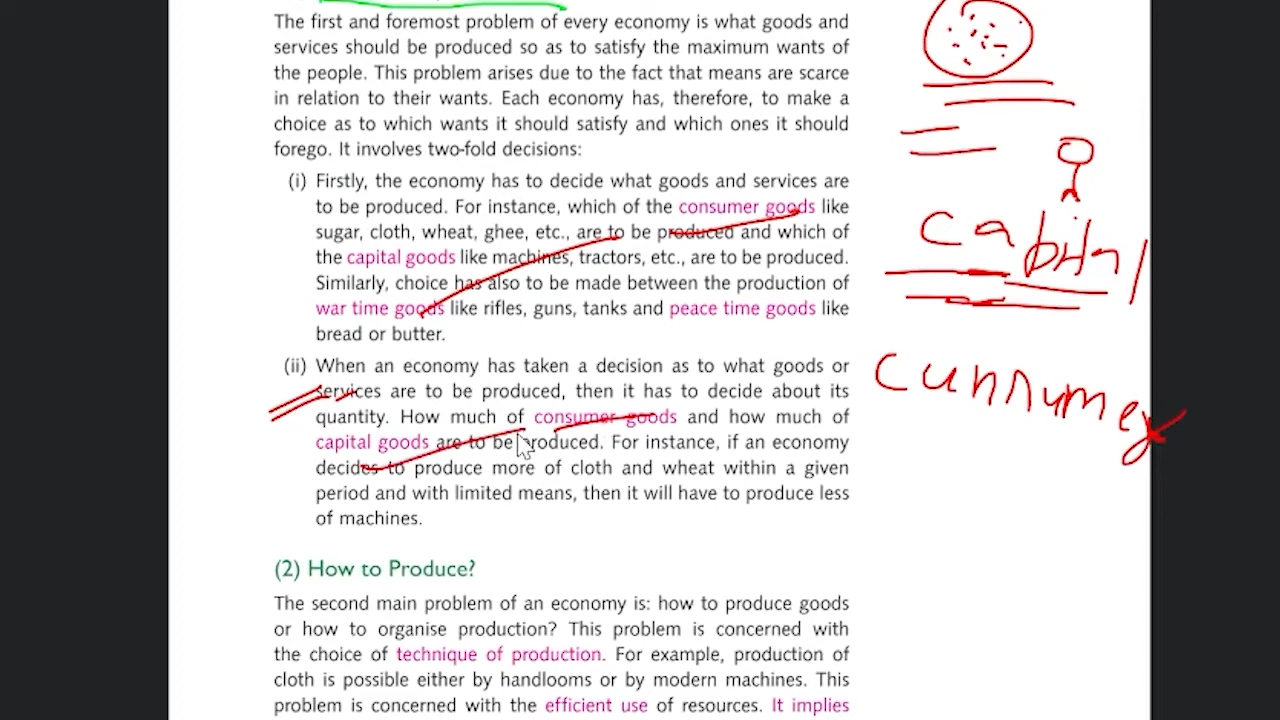 The first and foremost problem of every economy is what goods and
services should be produced so as to satisfy the maximum wants of
the people. This problem arises due to the fact that means are scarce
in relation to their wants. Each economy has, therefore, to make a
choice as to which wants it should satisfy and which ones it should
forego. It involves two-fold decisions:
(i) Firstly, the economy has to decide what goods and services are
to be produced. For instance, which of the consumer goods like
sugar, cloth, wheat, ghee, etc., are to be produced and which of
the capital goods like machines, tractors, etc., are to be produced.
Similarly, choice has also to be made between the production of
war time goods like rifles, guns, tanks and peace time goods like
bread or butter.
(ii) When an economy has taken a decision as to what goods or
services are to be produced, then it has to decide about its
quantity. How much of consumer goods and how much of
capital goods are to be produced. For instance, if an economy
decides to produce more of cloth and wheat within a given
period and with limited means, then it will have to produce less
of machines.
(2) How to Produce?
The second main problem of an economy is: how to produce goods
or how to organise production? This problem is concerned with
the choice of technique of production. For example, production of
cloth is possible either by handlooms or by modern machines. This
problem is concerned with the efficient use of resources. It implies
Capital